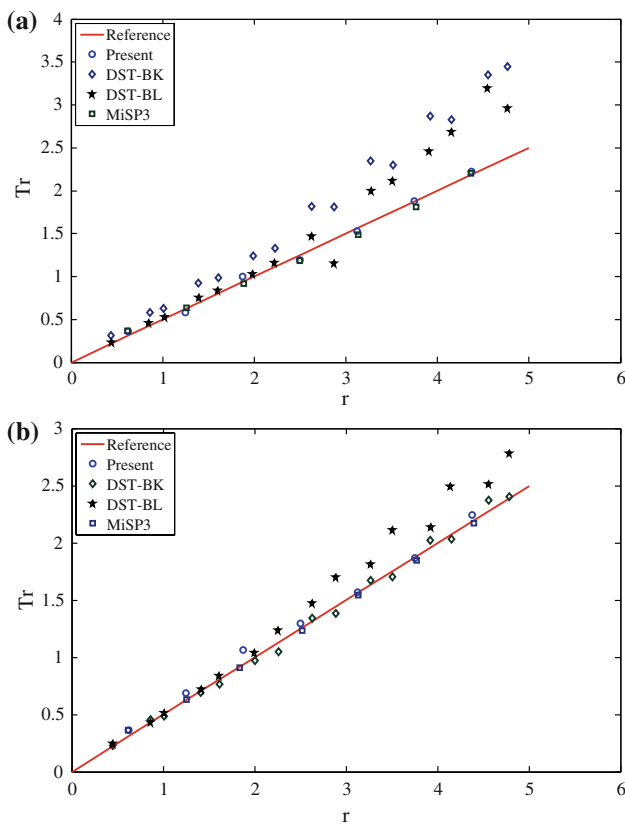 (a)
4
3.5
3
2.5
2
1.5
1
0.5
0
Tr
Reference
Present
DST-BK
DST-BL
MiSP3
0 1 2 3 4 5 6
r
(b)
3
2.5
2
1.5
1
0.5
0
Tr
Reference
Present
DST-BK
DST-BL
MiSP3
0 1 2 3 4 5 6
r